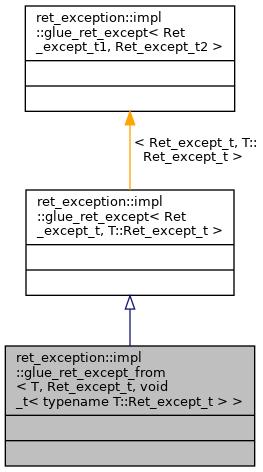 ret_exception::impl
::glue_ret_except< Ret
_except_t1, Ret_except_t2 >
< Ret_except_t, T::
Ret_except_t >
ret_exception::impl
::glue_ret_except< Ret
_except_t, T::Ret_except_t >
ret_exception::impl
::glue_ret_except_from
< T, Ret_except_t, void
_t< typename T::Ret_except_t > >